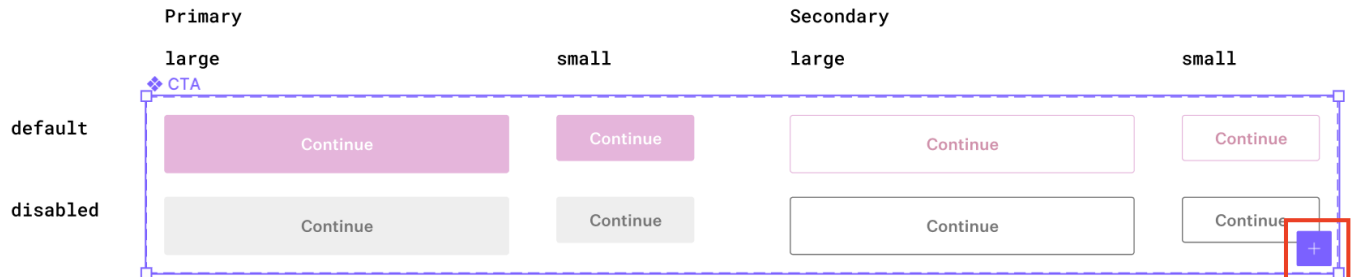 Primary Secondary
large small large small
CTA
default Continue Continue Continue Continue
disabled Continue Continue Continue Continue
+